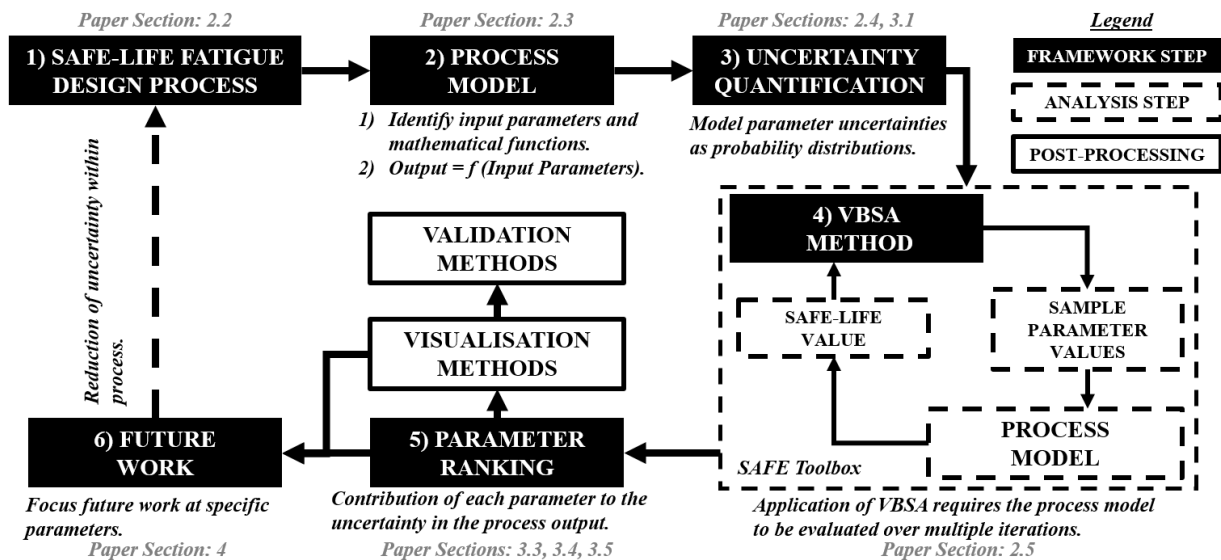 Paper Section: 2.2
1) SAFE-LIFE FATIGUE
DESIGN PROCESS
Paper Section: 2.3
2) PROCESS
MODEL
1) Identify input parameters and
mathematical functions.
2) Output = f (Input Parameters).
Paper Sections: 2.4, 3.1
3) UNCERTAINTY
QUANTIFICATION
Model parameter uncertainties
as probability distributions.
Legend
FRAMEWORK STEP
ANALYSIS STEP
POST-PROCESSING
4) VBSA
METHOD
SAMPLE
PARAMETER
VALUES
PROCESS
MODEL
SAFE-LIFE
VALUE
SAFE Toolbox
Application of VBSA requires the process model
to be evaluated over multiple iterations.
Paper Section: 2.5
VALIDATION
METHODS
VISUALISATION
METHODS
5) PARAMETER
RANKING
Contribution of each parameter to the
uncertainty in the process output.
Paper Sections: 3.3, 3.4, 3.5
6) FUTURE
WORK
Focus future work at specific
parameters.
Paper Section: 4
Reduction of uncertainty within
process.